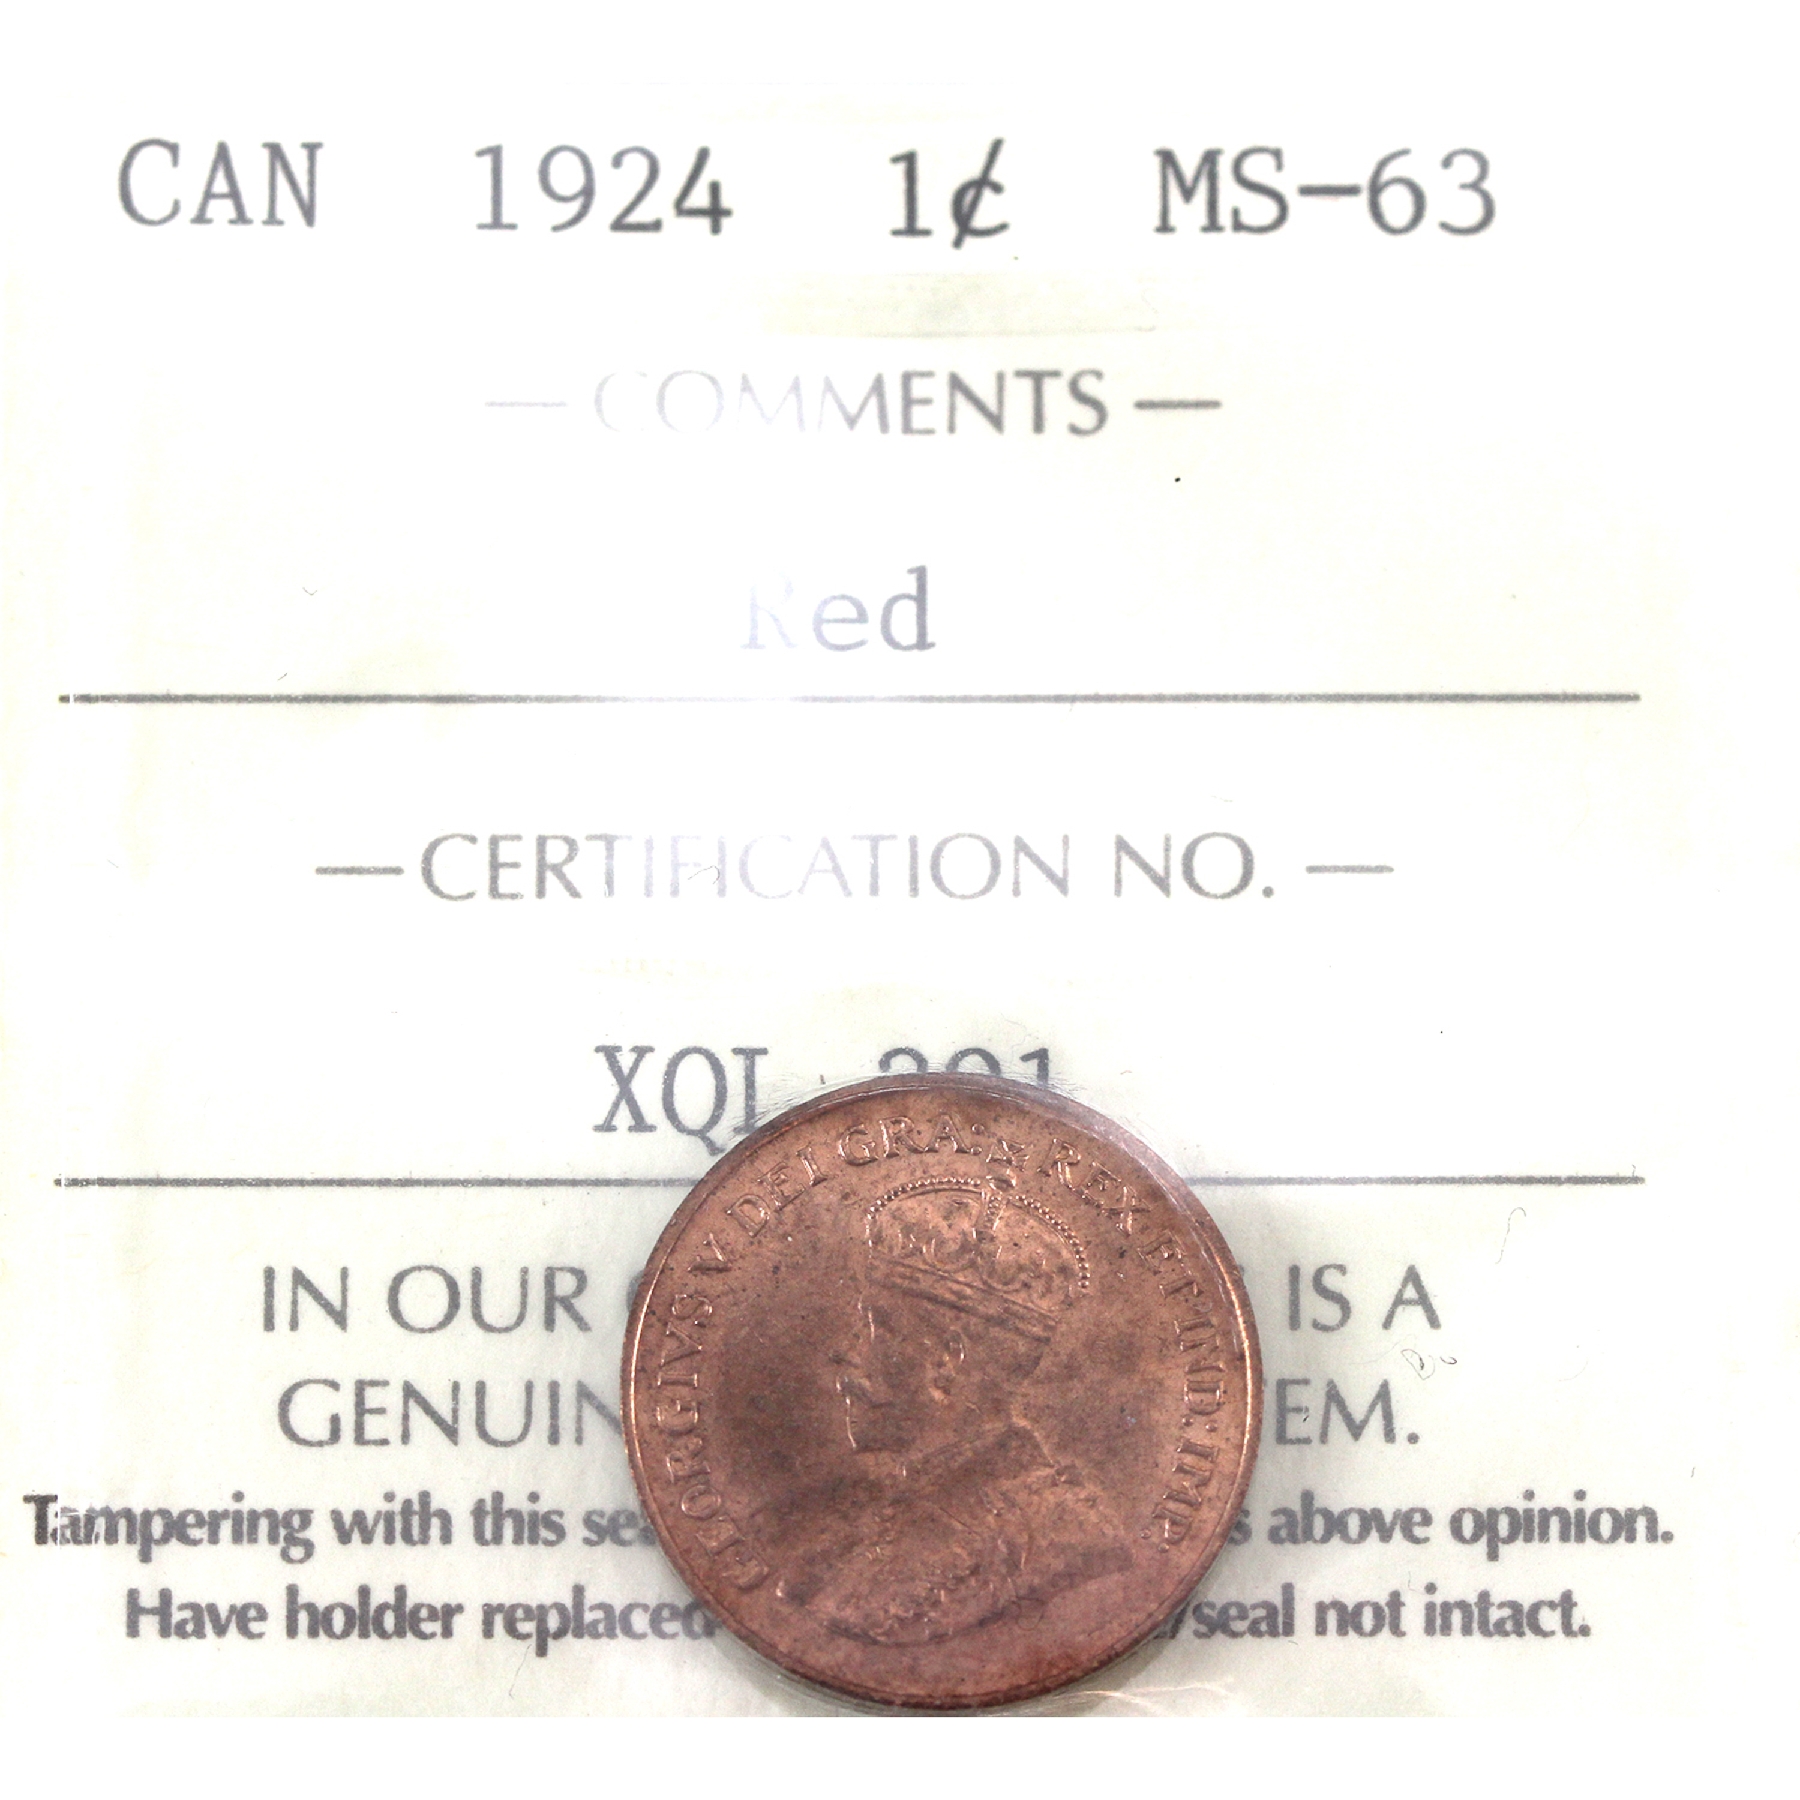 CAN 1924 1¢ MS-63
— COMMENTS —
Red
— CERTIFICATION NO. —
XQL
IN OUR IS A
GENUIN EM.
Tampering with this sea s above opinion.
Have holder replaced /seal not intact.
GEORGIVS V DEI GRA: REX ET IND: IMP: